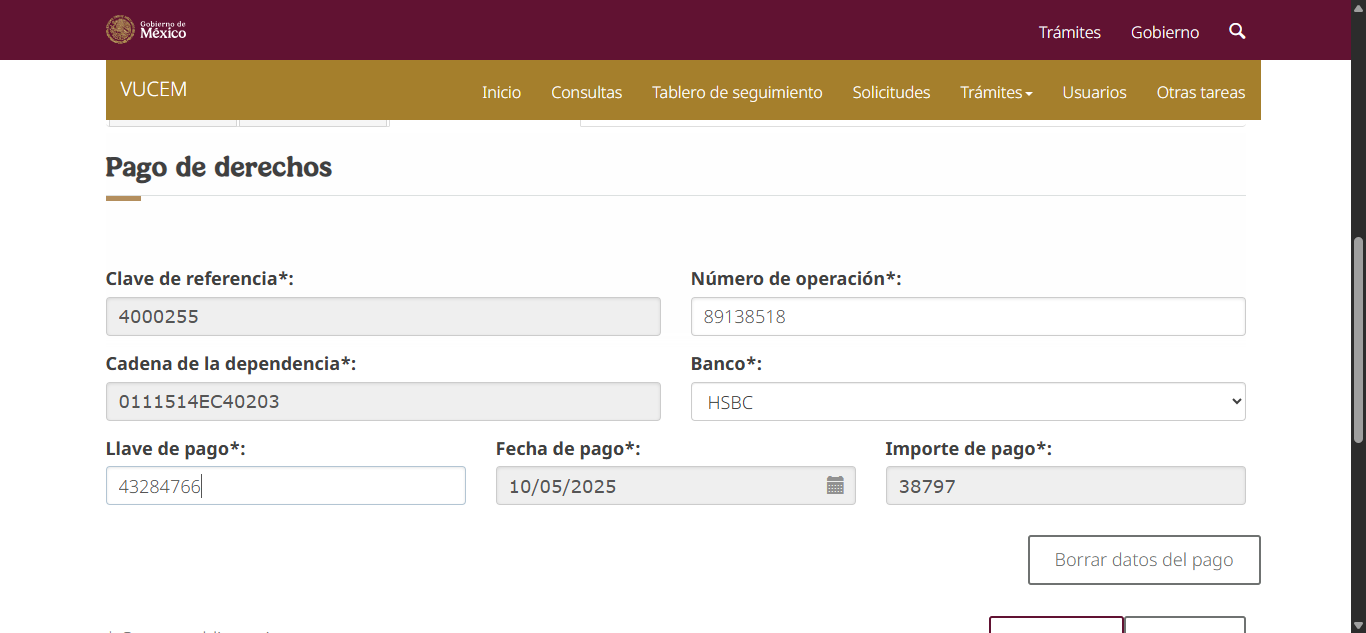 Gobierno de
México
Trámites Gobierno
VUCEM Inicio Consultas Tablero de seguimiento Solicitudes Trámites Usuarios Otras tareas
Pago de derechos
Clave de referencia*: Número de operación*:
4000255 89138518
Cadena de la dependencia*: Banco*:
0111514EC40203 HSBC
Llave de pago*: Fecha de pago*: Importe de pago*:
43284766 10/05/2025 38797
Borrar datos del pago